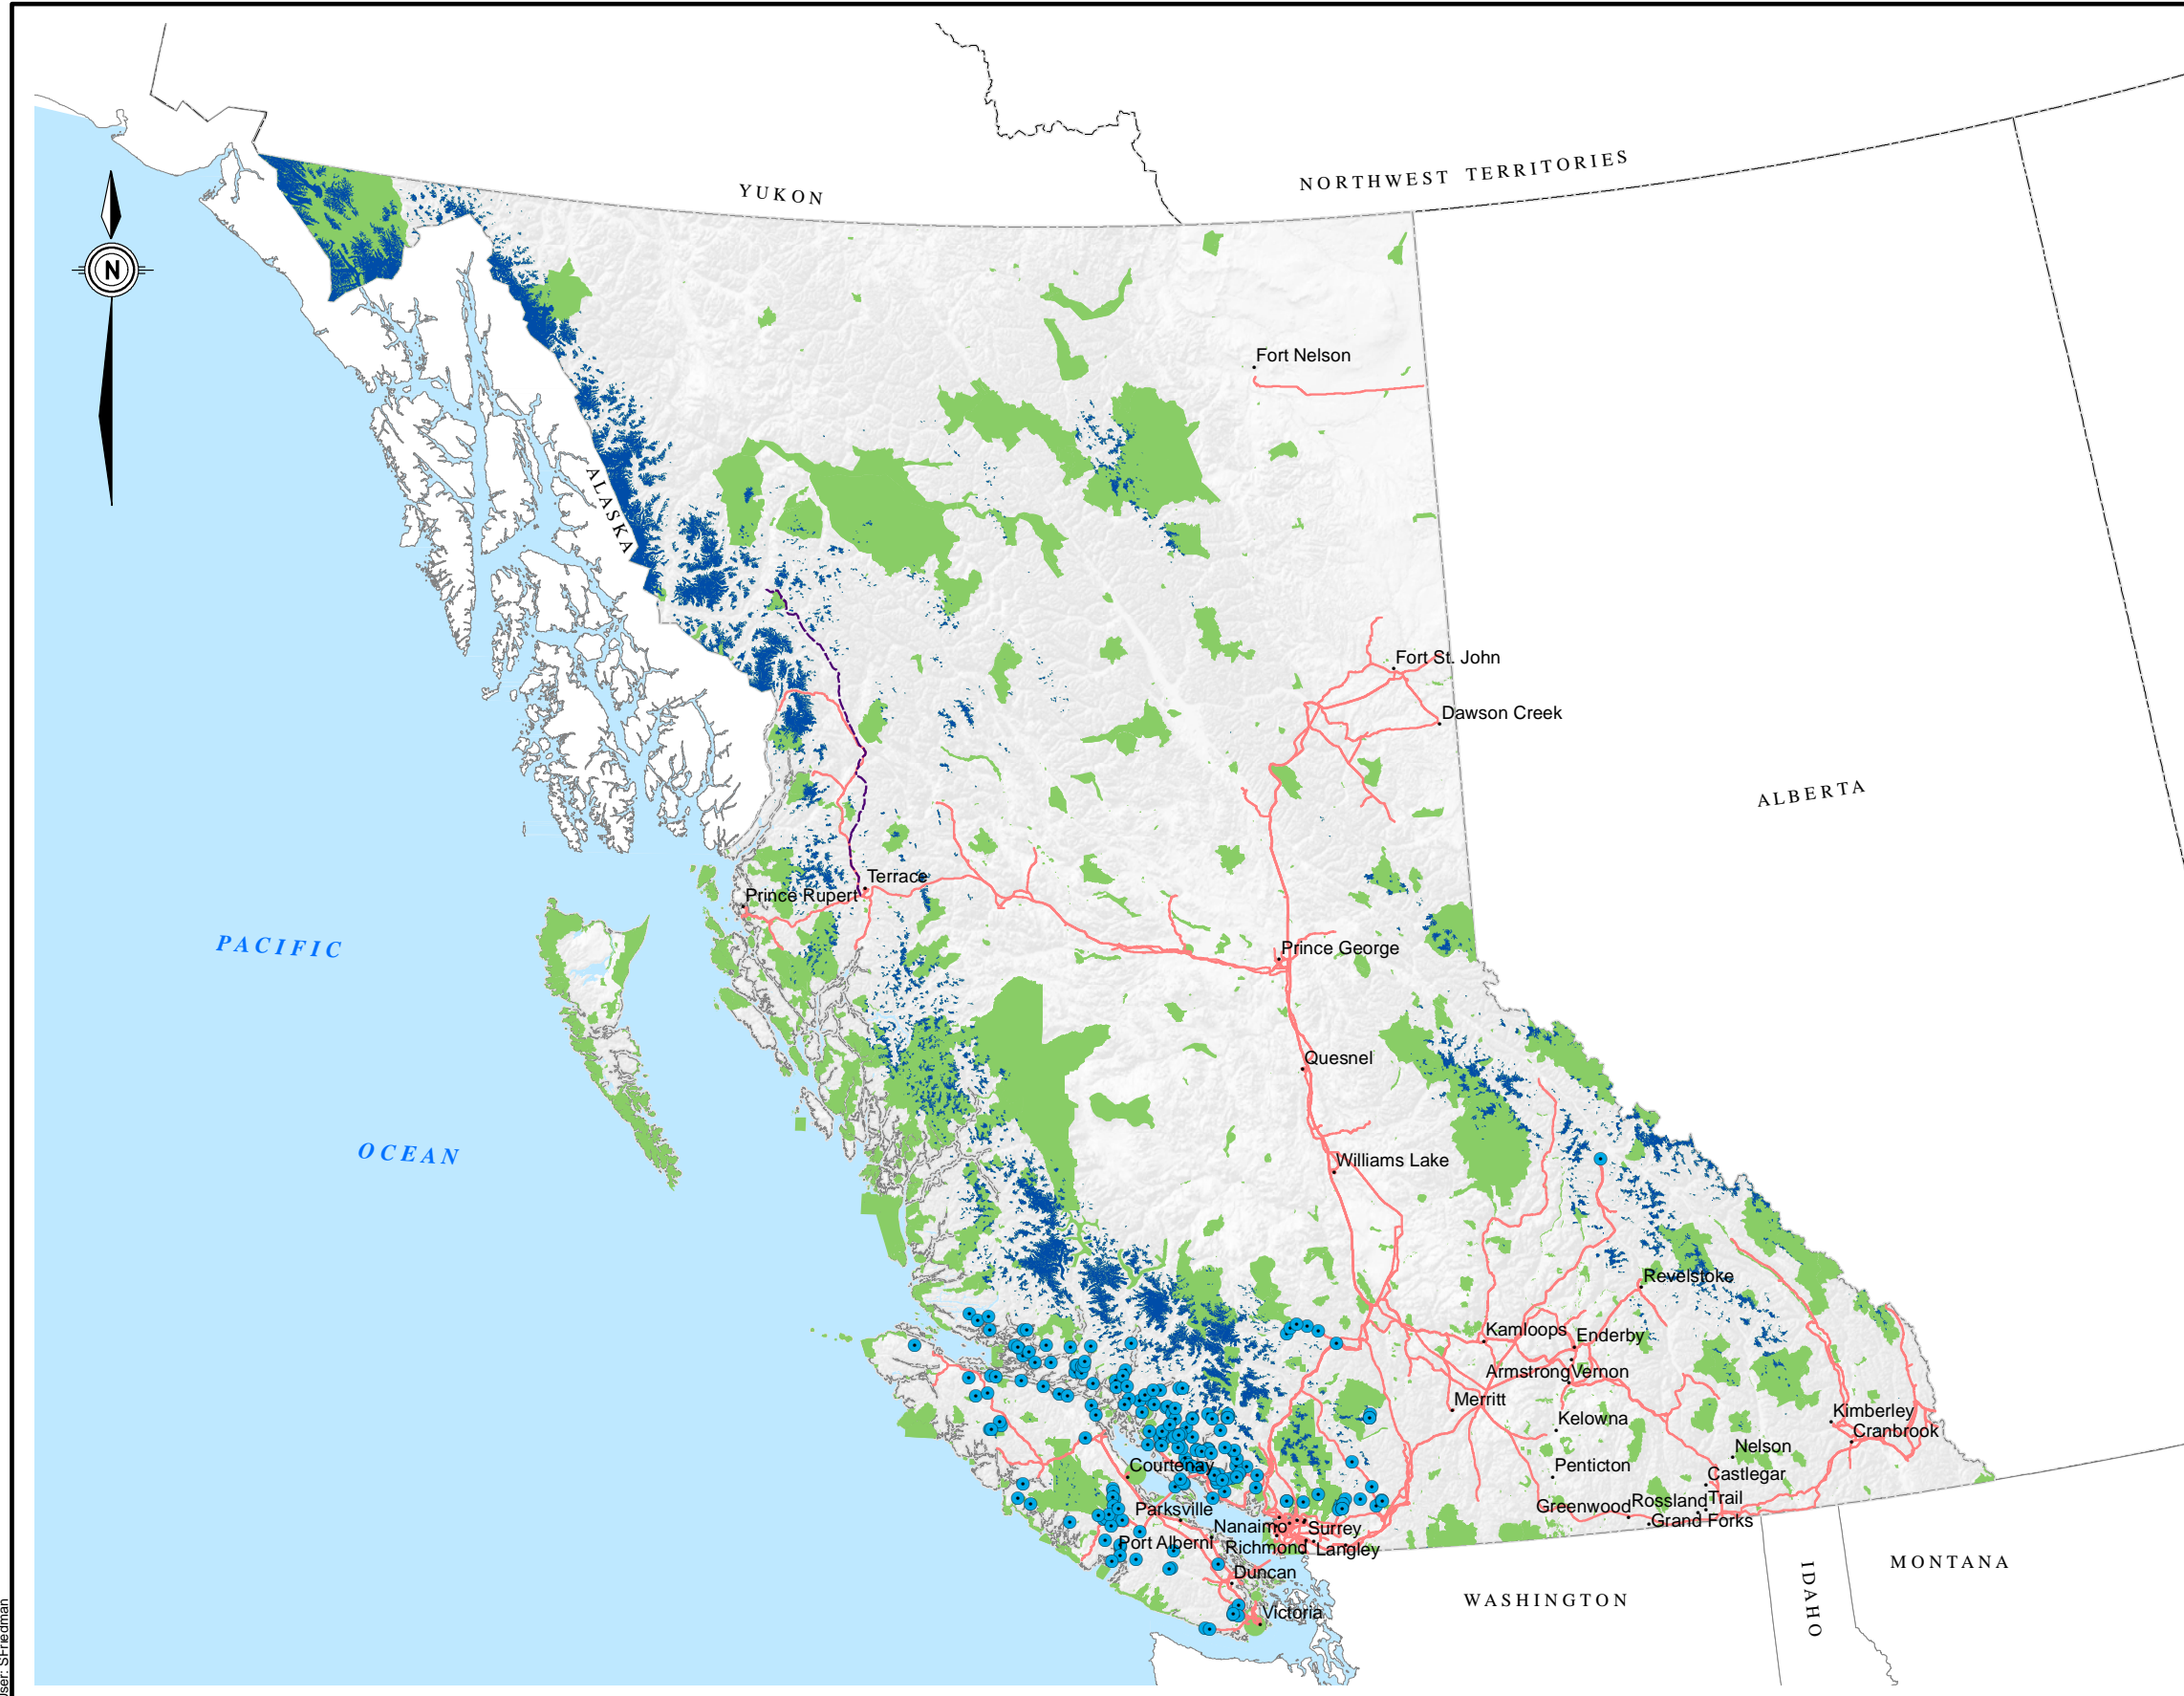 YUKON
NORTHWEST TERRITORIES
N
Fort Nelson
ALASKA
Fort St. John
Dawson Creek
ALBERTA
Terrace
Prince Rupert
PACIFIC
Prince George
Quesnel
OCEAN
Williams Lake
Revelstoke
Kamloops
Enderby
Armstrong
Vernon
Merritt
Kelowna
Kimberley
Cranbrook
Nelson
Courtenay
Penticton
Castlegar
Greenwood
Rossland
Trail
Parksville
Grand Forks
Nanaimo
Surrey
Port Alberni
Richmond
Langley
Duncan
MONTANA
IDAHO
WASHINGTON
Victoria
User: SFriedman